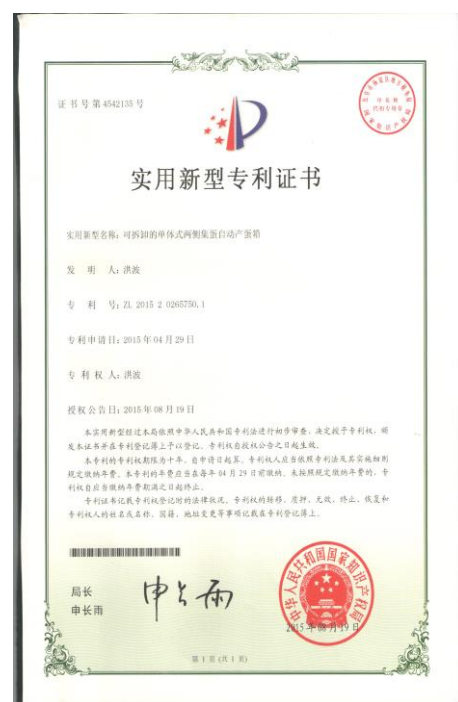 证书号第4542135号
实用新型专利证书
实用新型名称：可拆卸的单体式两侧集蛋自动产蛋箱
发 明 人：洪波
专 利 号：ZL 2015 2 0265750.1
专利申请日：2015年04月29日
专 利 权 人：洪波
授权公告日：2015年08月19日
本实用新型经过本局依照中华人民共和国专利法进行初步审查，决定授予专利权，颁
发本证书并在专利登记簿上予以登记。专利权自授权公告之日起生效。
本专利的专利权期限为十年，自申请日起算。专利权人应当依照专利法及其实施细则
规定缴纳年费。本专利的年费应当在每年04月29日前缴纳。未按照规定缴纳年费的，专
利权自应当缴纳年费期满之日起终止。
专利证书记载专利权登记时的法律状况。专利权的转移、质押、无效、终止、恢复和
专利权人的姓名或名称、国籍、地址变更等事项记载在专利登记簿上。
局长
申长雨
申长雨
中华人民共和国国家知识产权局
2015年08月19日
第 1 页 (共 1 页)